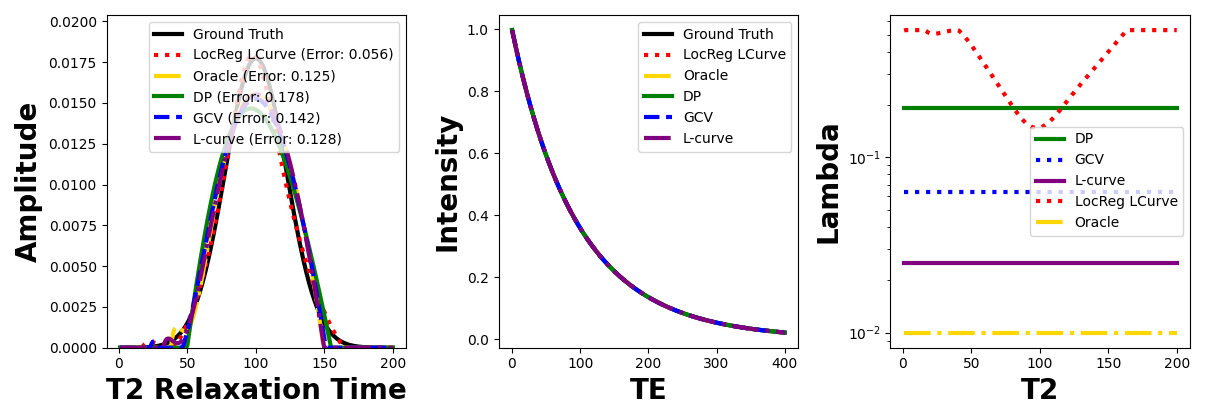 Amplitude
0.0200
0.0175
0.0150
0.0125
0.0100
0.0075
0.0050
0.0025
0.0000
0 50 100 150 200
T2 Relaxation Time
Ground Truth
LocReg LCurve (Error: 0.056)
Oracle (Error: 0.125)
DP (Error: 0.178)
GCV (Error: 0.142)
L-curve (Error: 0.128)
Intensity
1.0
0.8
0.6
0.4
0.2
0.0
0 100 200 300 400
TE
Ground Truth
LocReg LCurve
Oracle
DP
GCV
L-curve
Lambda
10⁻¹
10⁻²
0 50 100 150 200
T2
DP
GCV
L-curve
LocReg LCurve
Oracle